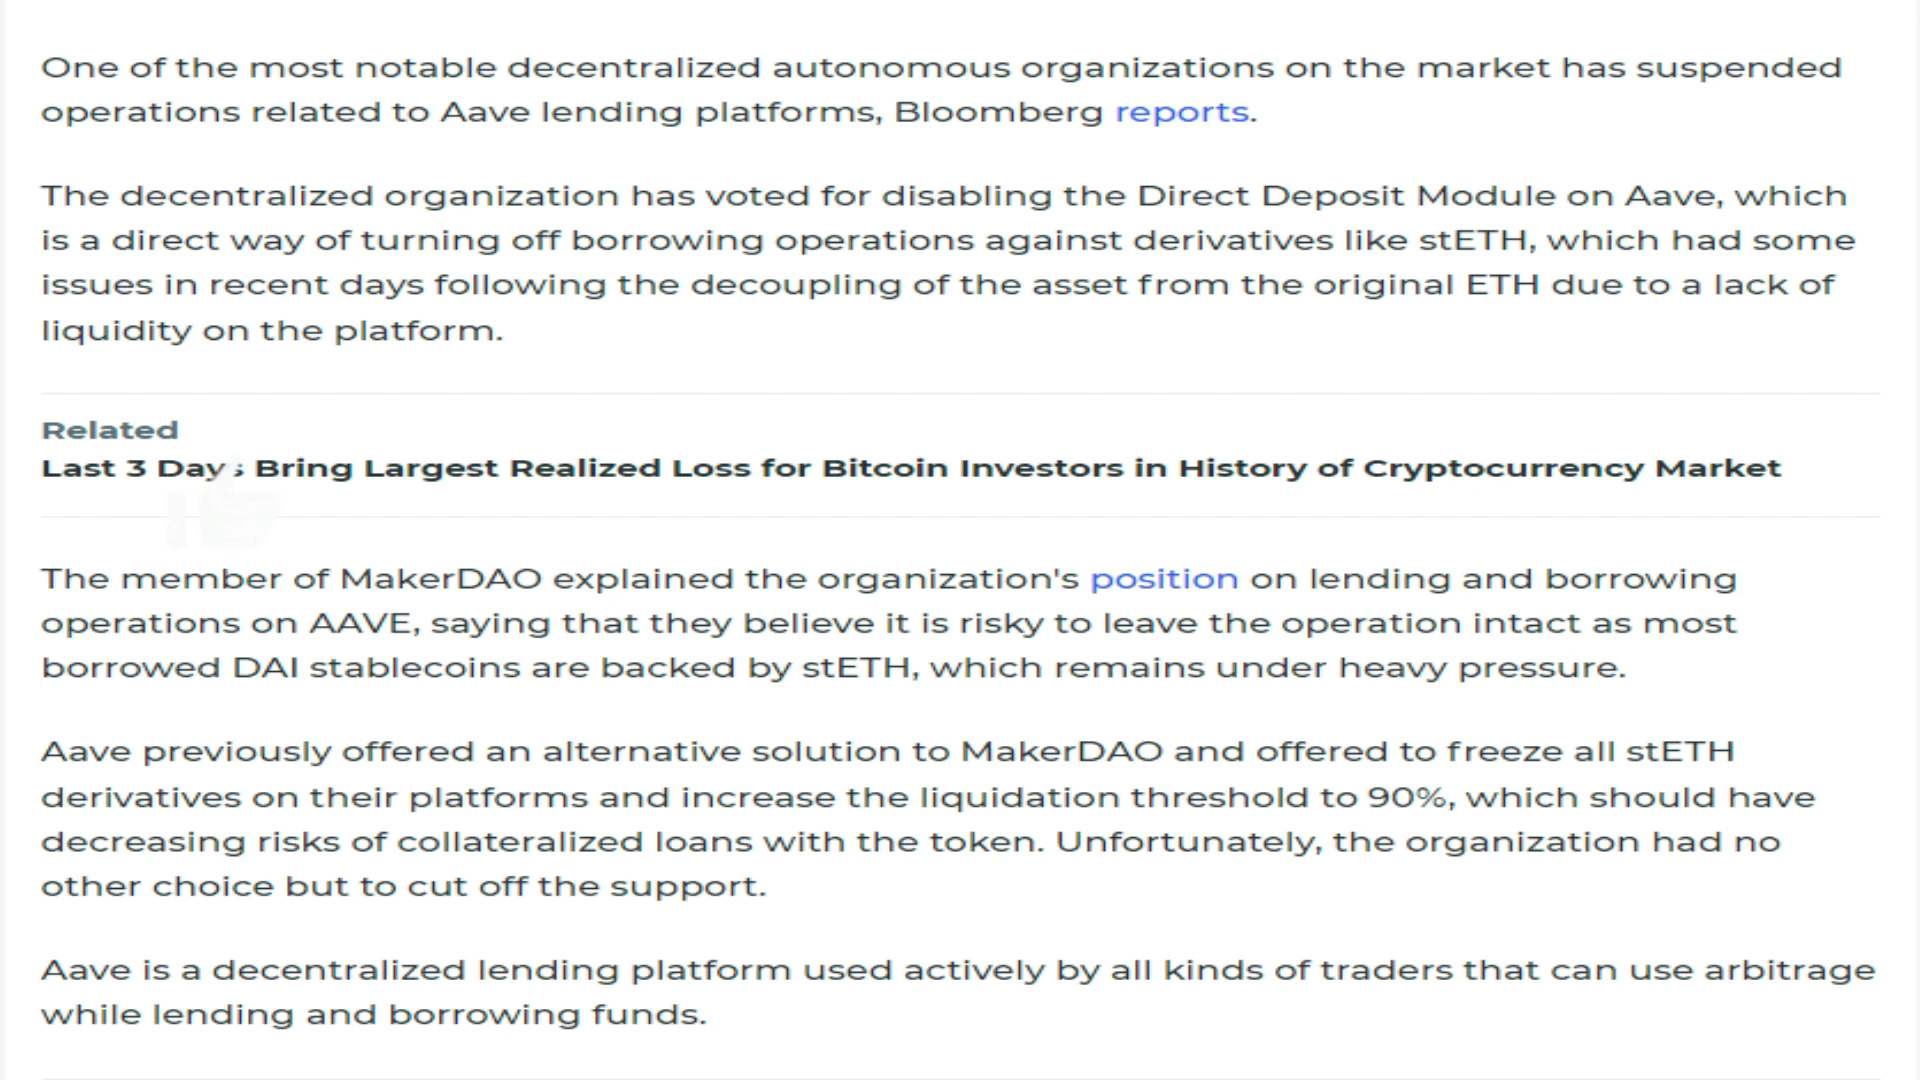 One of the most notable decentralized autonomous organizations on the market has suspended
operations related to Aave lending platforms, Bloomberg reports.
The decentralized organization has voted for disabling the Direct Deposit Module on Aave, which
is a direct way of turning off borrowing operations against derivatives like stETH, which had some
issues in recent days following the decoupling of the asset from the original ETH due to a lack of
liquidity on the platform.
Related
Last 3 Days Bring Largest Realized Loss for Bitcoin Investors in History of Cryptocurrency Market
The member of MakerDAO explained the organization's position on lending and borrowing
operations on AAVE, saying that they believe it is risky to leave the operation intact as most
borrowed DAI stablecoins are backed by stETH, which remains under heavy pressure.
Aave previously offered an alternative solution to MakerDAO and offered to freeze all stETH
derivatives on their platforms and increase the liquidation threshold to 90%, which should have
decreasing risks of collateralized loans with the token. Unfortunately, the organization had no
other choice but to cut off the support.
Aave is a decentralized lending platform used actively by all kinds of traders that can use arbitrage
while lending and borrowing funds.